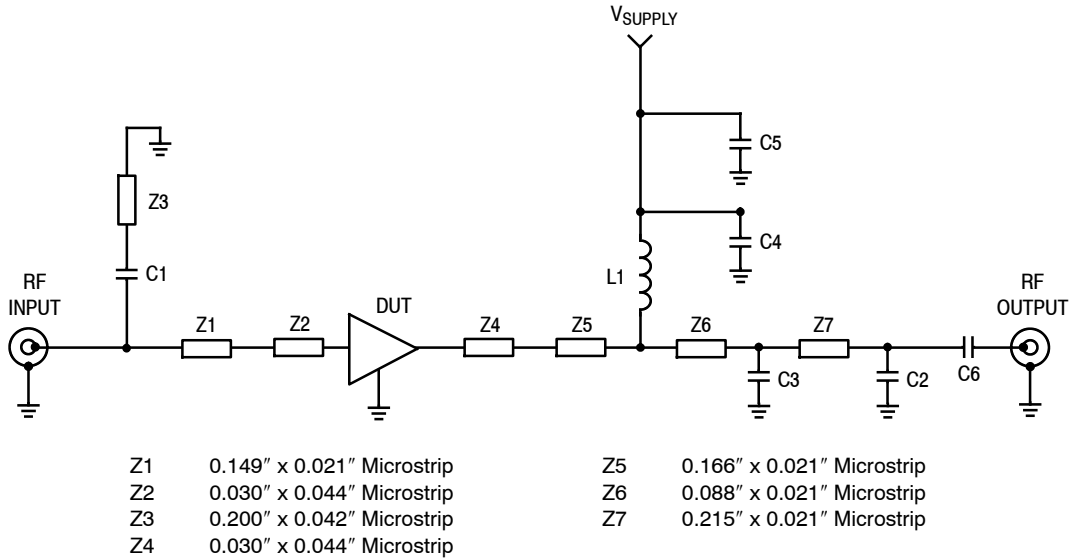 VSUPPLY
C5
Z3
C4
C1
L1
RF
INPUT
DUT
RF
OUTPUT
Z1
Z2
Z4
Z5
Z6
Z7
C3
C2
C6
Z1 0.149″ x 0.021″ Microstrip
Z2 0.030″ x 0.044″ Microstrip
Z3 0.200″ x 0.042″ Microstrip
Z4 0.030″ x 0.044″ Microstrip
Z5 0.166″ x 0.021″ Microstrip
Z6 0.088″ x 0.021″ Microstrip
Z7 0.215″ x 0.021″ Microstrip